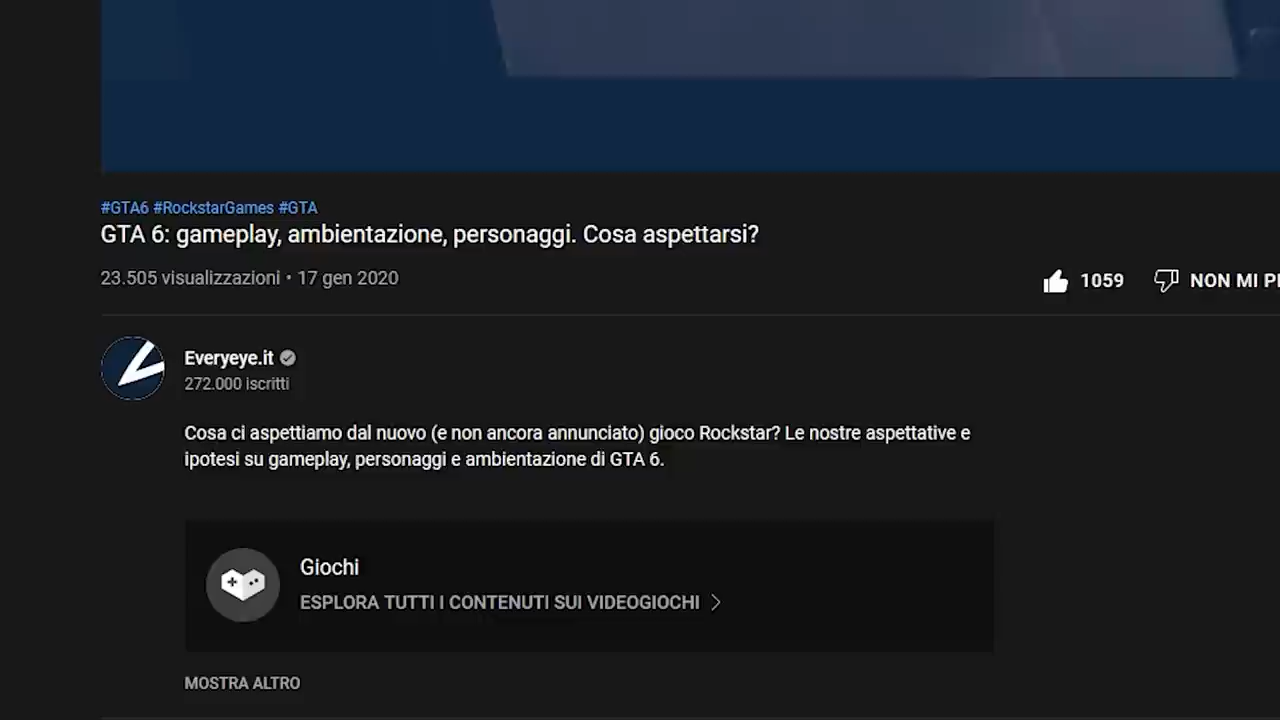 #GTA6 #RockstarGames #GTA
GTA 6: gameplay, ambientazione, personaggi. Cosa aspettarsi?
23.505 visualizzazioni • 17 gen 2020
1059 NON MI PI
Everyeye.it
272.000 iscritti
Cosa ci aspettiamo dal nuovo (e non ancora annunciato) gioco Rockstar? Le nostre aspettative e
ipotesi su gameplay, personaggi e ambientazione di GTA 6.
Giochi
ESPLORA TUTTI I CONTENUTI SUI VIDEOGIOCHI
MOSTRA ALTRO